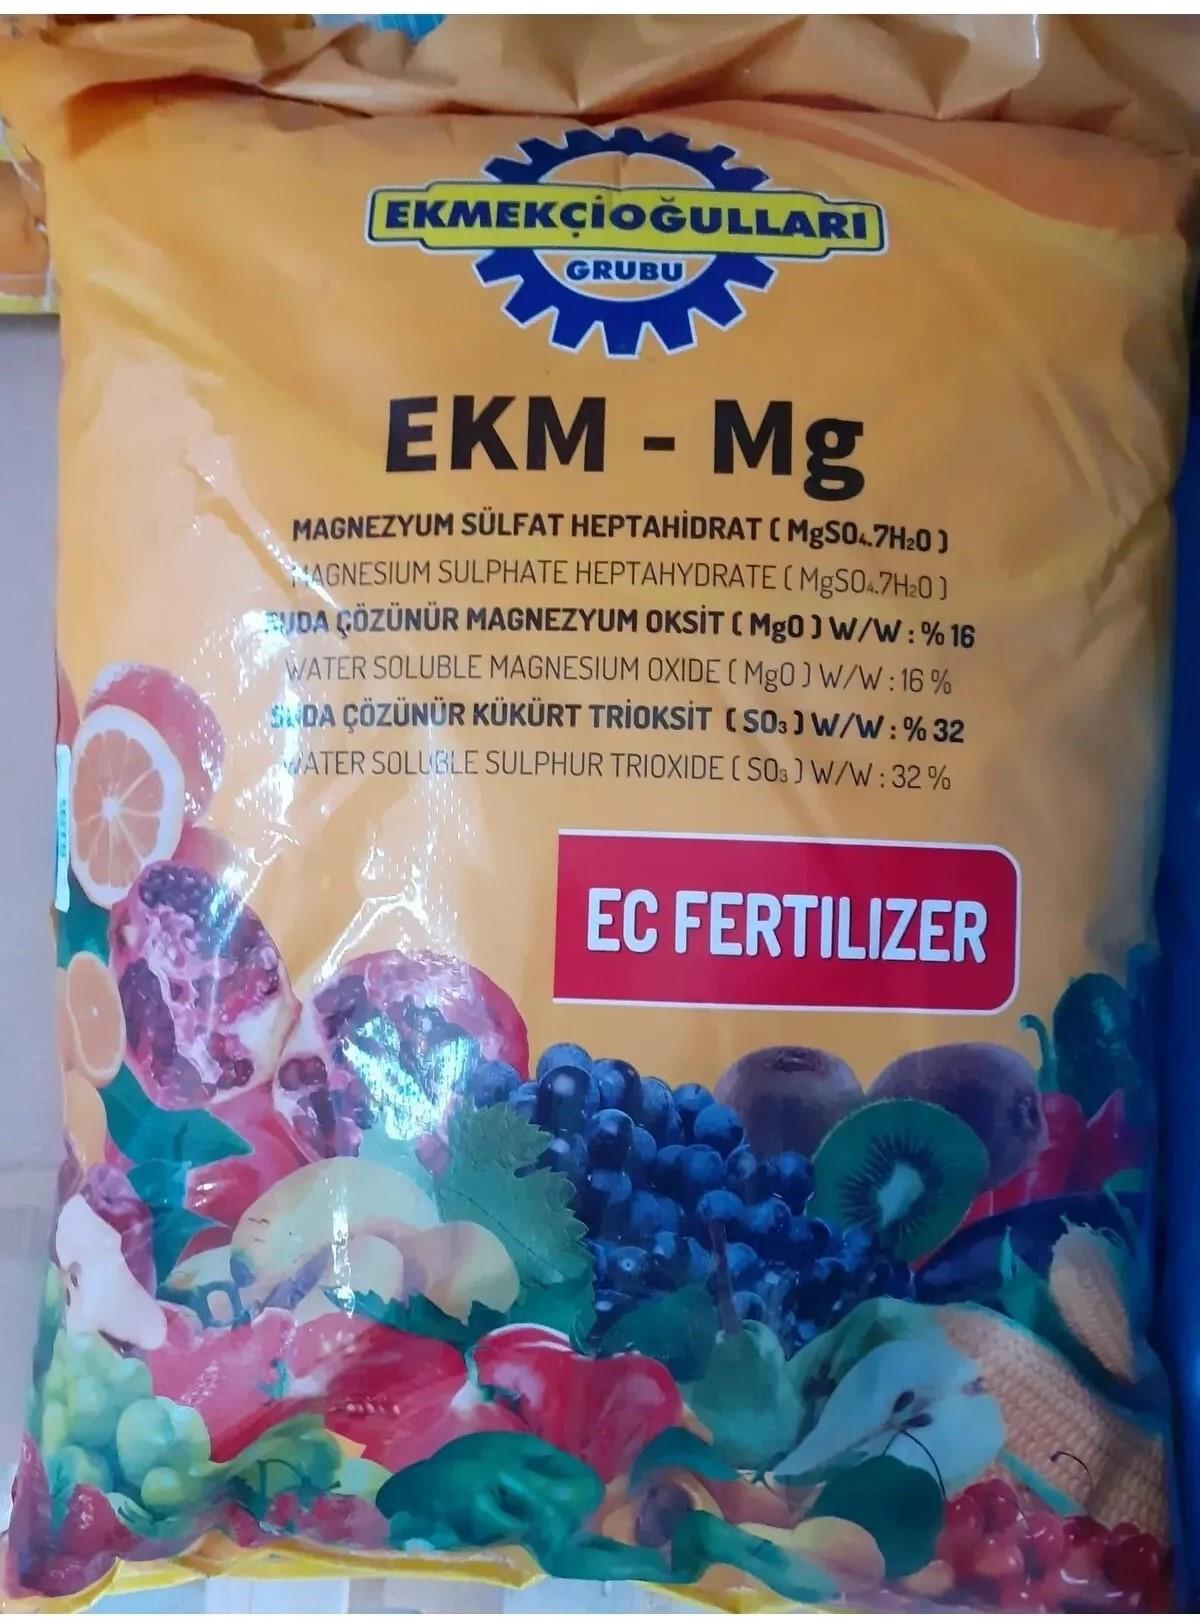 EKMEKÇİOĞULLARI
GRUBU
EKM - Mg
MAGNEZYUM SÜLFAT HEPTAHİDRAT ( MgSO₄.7H₂O )
MAGNESIUM SULPHATE HEPTAHYDRATE ( MgSO₄.7H₂O )
SUDA ÇÖZÜNÜR MAGNEZYUM OKSİT ( MgO ) W/W : % 16
WATER SOLUBLE MAGNESIUM OXIDE ( MgO ) W/W : 16 %
SUDA ÇÖZÜNÜR KÜKÜRT TRİOKSİT ( SO₃ ) W/W : % 32
WATER SOLUBLE SULPHUR TRIOXIDE ( SO₃ ) W/W : 32 %
EC FERTILIZER